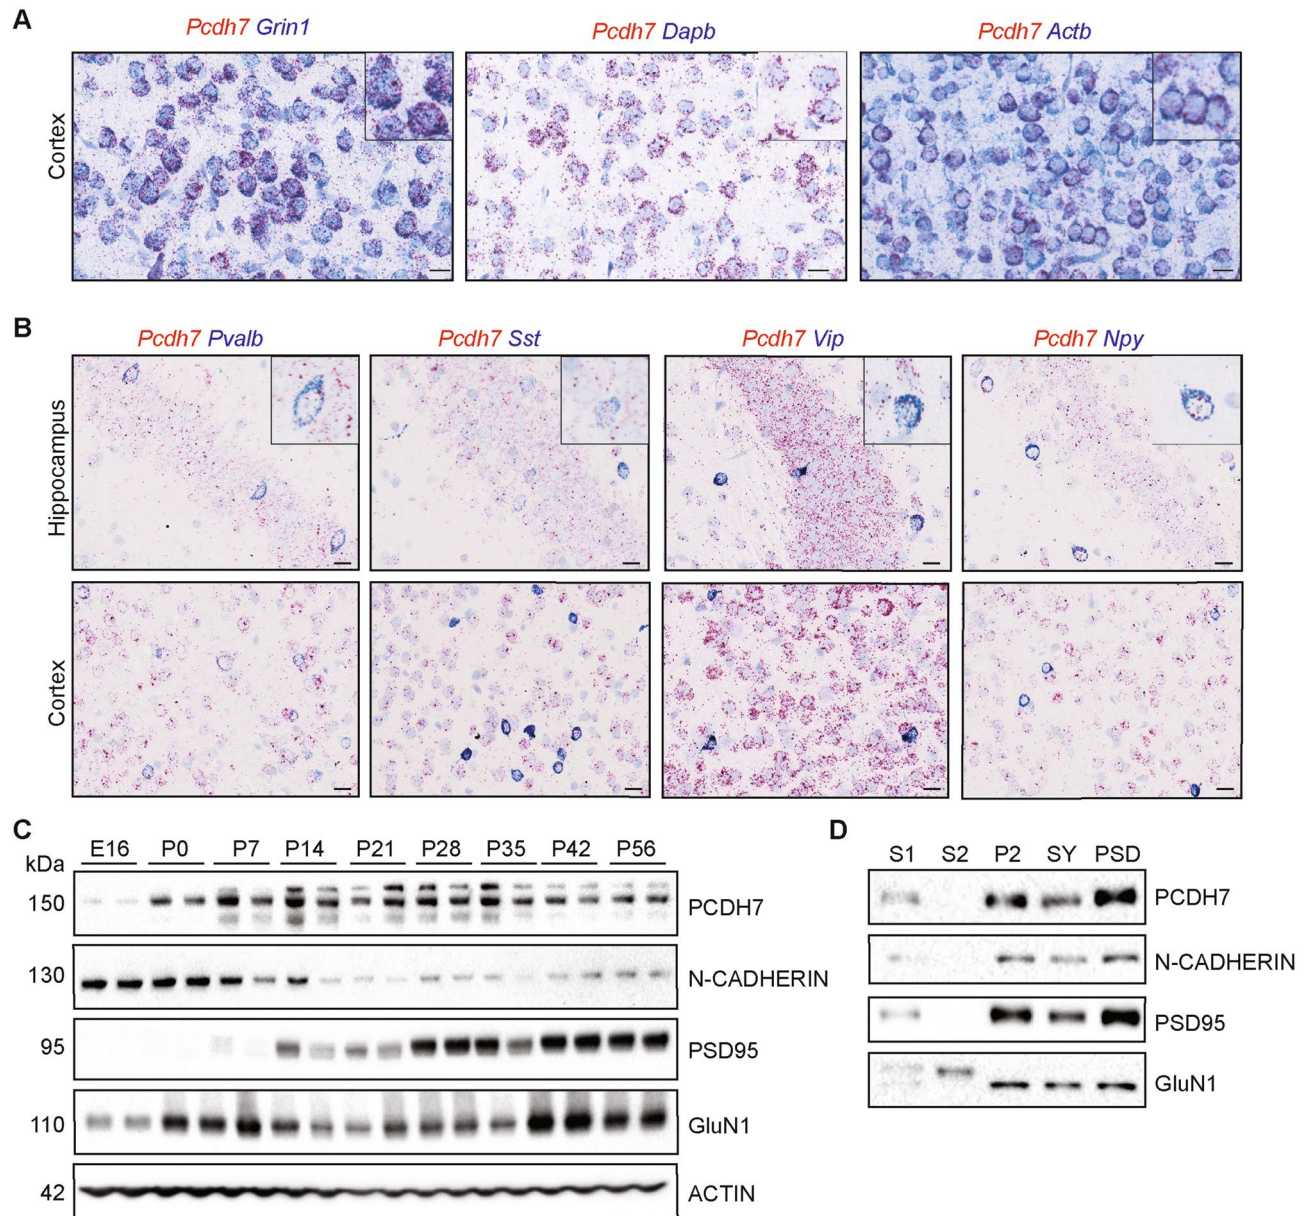 A
Pcdh7 Grin1
Pcdh7 Dapb
Pcdh7 Actb
Cortex
B
Pcdh7 Pvalb
Pcdh7 Sst
Pcdh7 Vip
Pcdh7 Npy
Hippocampus
Cortex
C
E16 P0 P7 P14 P21 P28 P35 P42 P56
kDa
150 PCDH7
130 N-CADHERIN
95 PSD95
110 GluN1
42 ACTIN
D
S1 S2 P2 SY PSD
PCDH7
N-CADHERIN
PSD95
GluN1